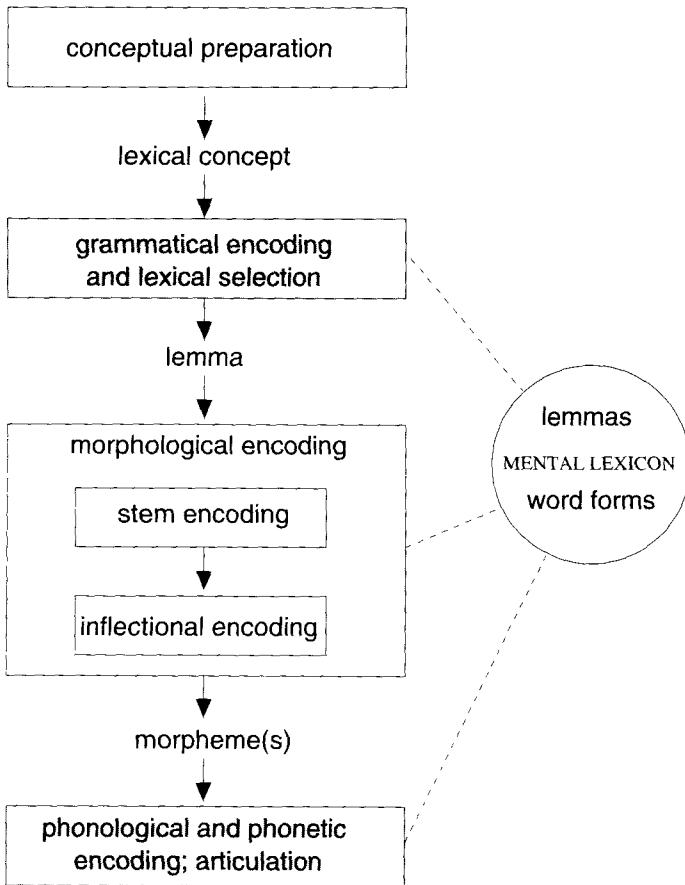 conceptual preparation
lexical concept
grammatical encoding
and lexical selection
lemma
morphological encoding
stem encoding
inflectional encoding
morpheme(s)
phonological and phonetic
encoding; articulation
lemmas
MENTAL LEXICON
word forms